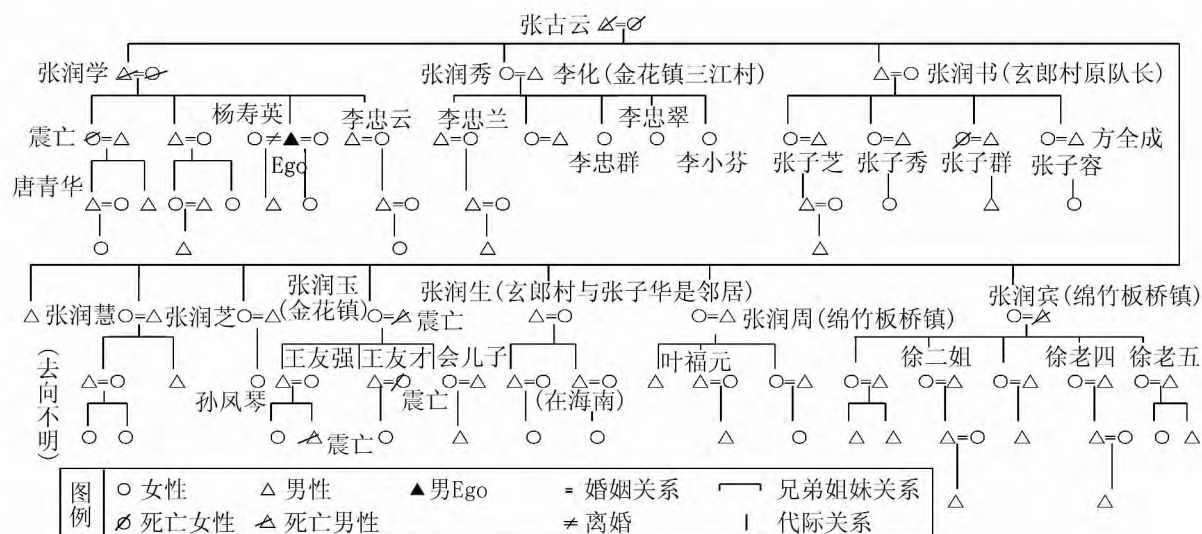 张古云
张润学
张润秀
李化(金花镇三江村)
张润书(玄郎村原队长)
杨寿英
李忠云
李忠兰
李忠翠
震亡
方全成
Ego
李忠群
李小芬
张子芝
张子秀
张子群
张子容
唐青华
张润慧
张润芝
张润玉
(金花镇)
震亡
张润生(玄郎村与张子华是邻居)
张润周(绵竹板桥镇)
张润宾(绵竹板桥镇)
(去向不明)
王友强
王友才
会儿子
叶福元
徐二姐
徐老四
徐老五
孙凤琴
震亡
(在海南)
震亡
图例
女性
男性
男Ego
= 婚姻关系
兄弟姐妹关系
死亡女性
死亡男性
≠ 离婚
代际关系